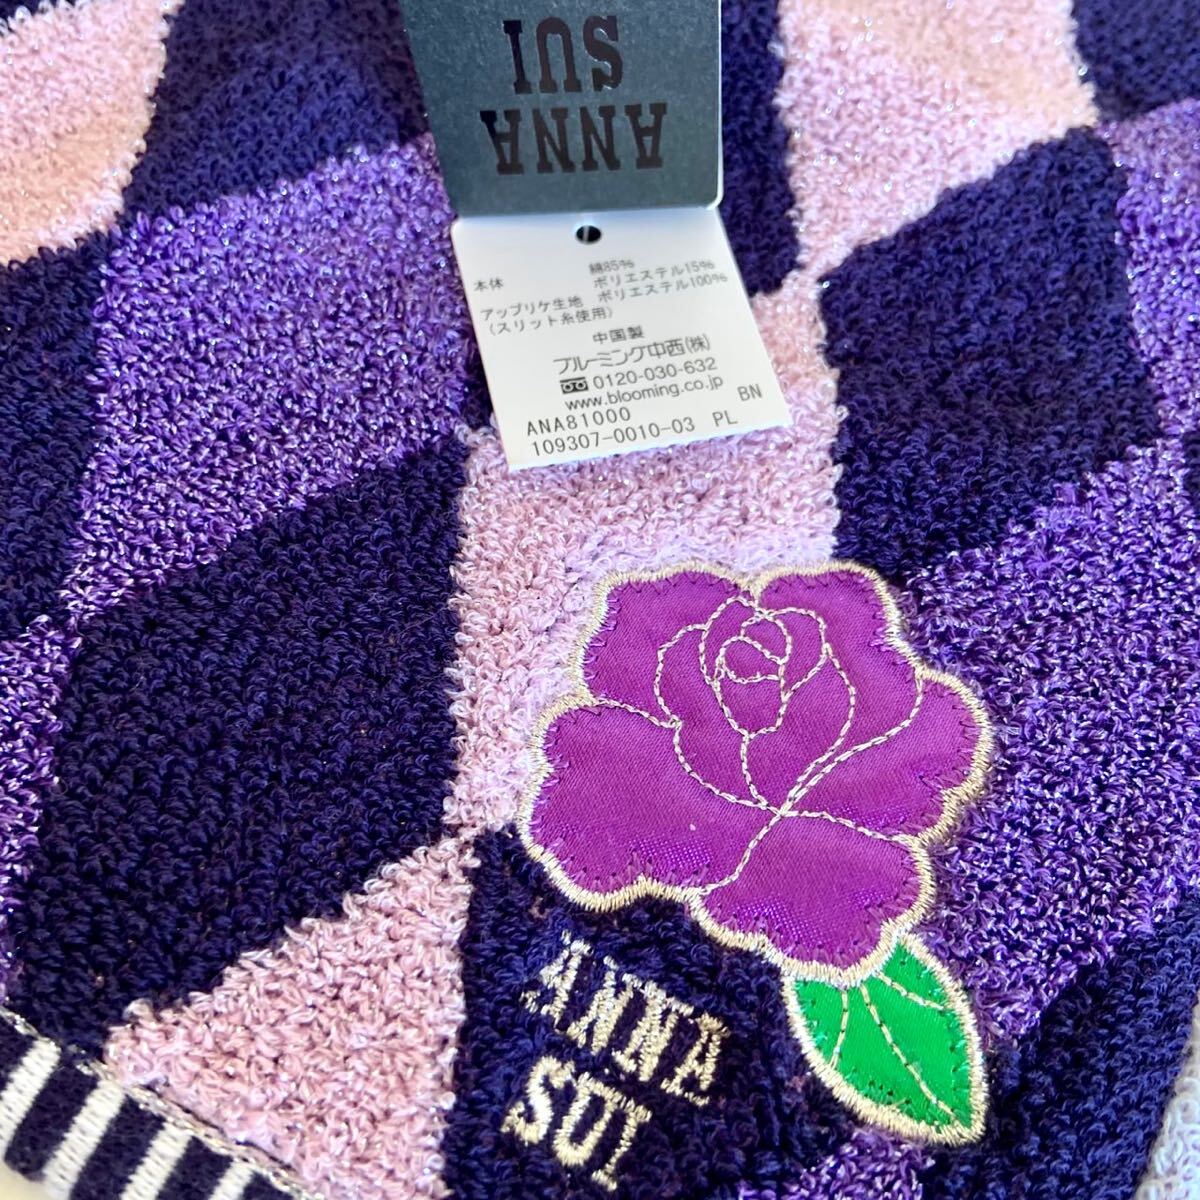 ANNA
SUI
本体 綿85%
ポリエステル15%
アップリケ生地 ポリエステル100%
(スリット糸使用)
中国製
ブルーミング中西(株)
0120-030-632
www.blooming.co.jp
ANA81000 BN
109307-0010-03 PL
ANNA
SUI